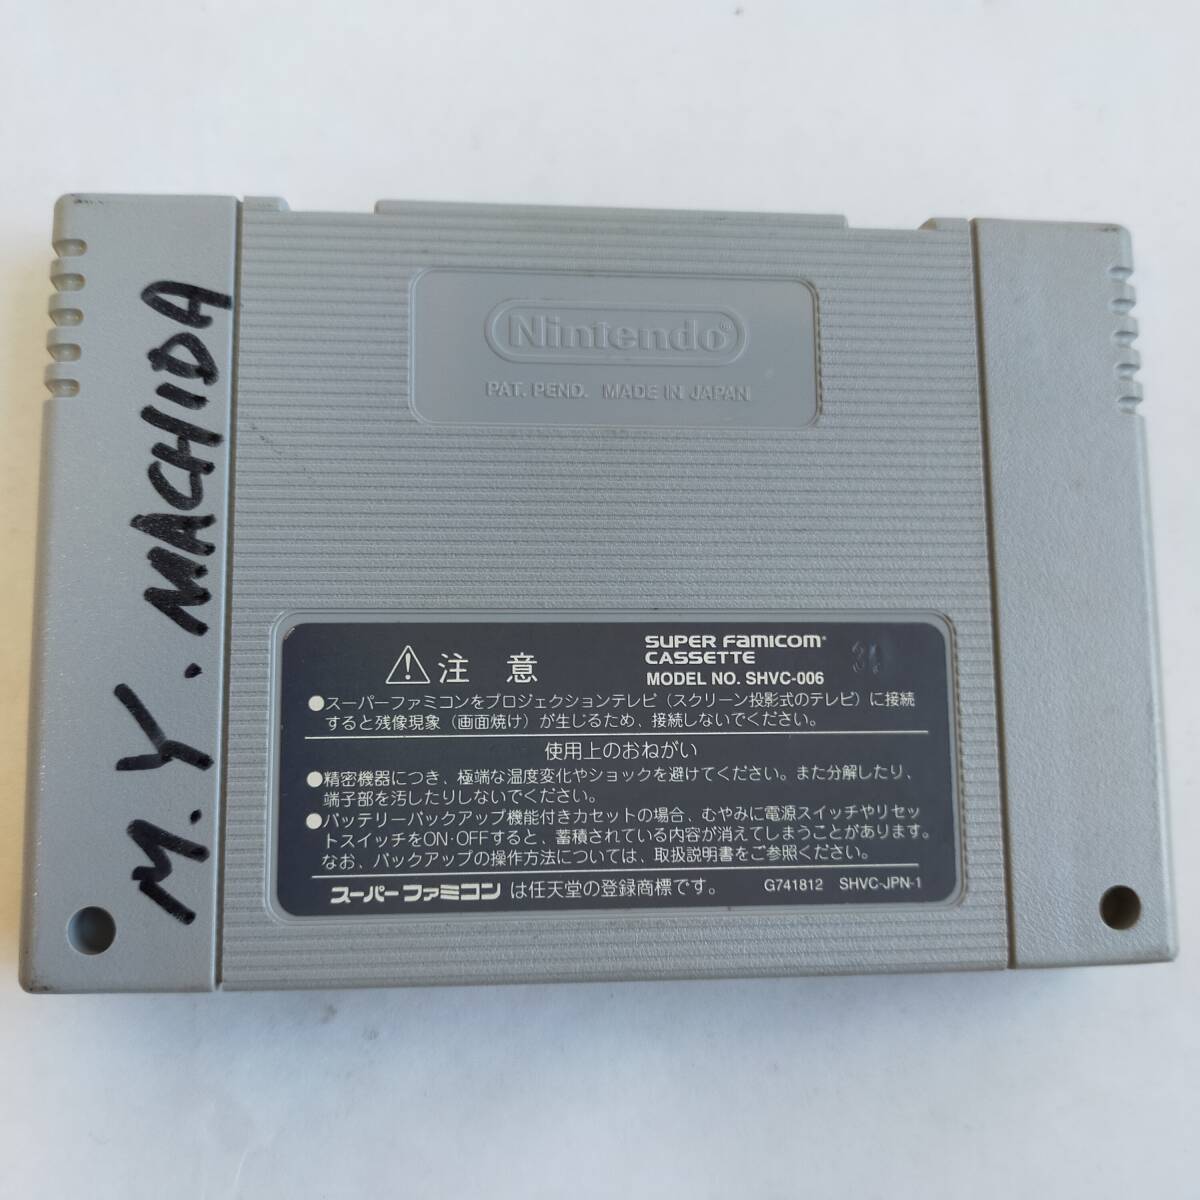 M.Y.MACHIDA
Nintendo®
PAT. PEND. MADE IN JAPAN
注意
SUPER FAMICOM®
CASSETTE
MODEL NO. SHVC-006
●スーパーファミコンをプロジェクションテレビ（スクリーン投影式のテレビ）に接続
すると残像現象（画面焼け）が生じるため、接続しないでください。
使用上のおねがい
●精密機器につき、極端な温度変化やショックを避けてください。また分解したり、
端子部を汚したりしないでください。
●バッテリーバックアップ機能付きカセットの場合、むやみに電源スイッチやリセッ
トスイッチをON·OFFすると、蓄積されている内容が消えてしまうことがあります。
なお、バックアップの操作方法については、取扱説明書をご参照ください。
スーパーファミコンは任天堂の登録商標です。 G741812 SHVC-JPN-1